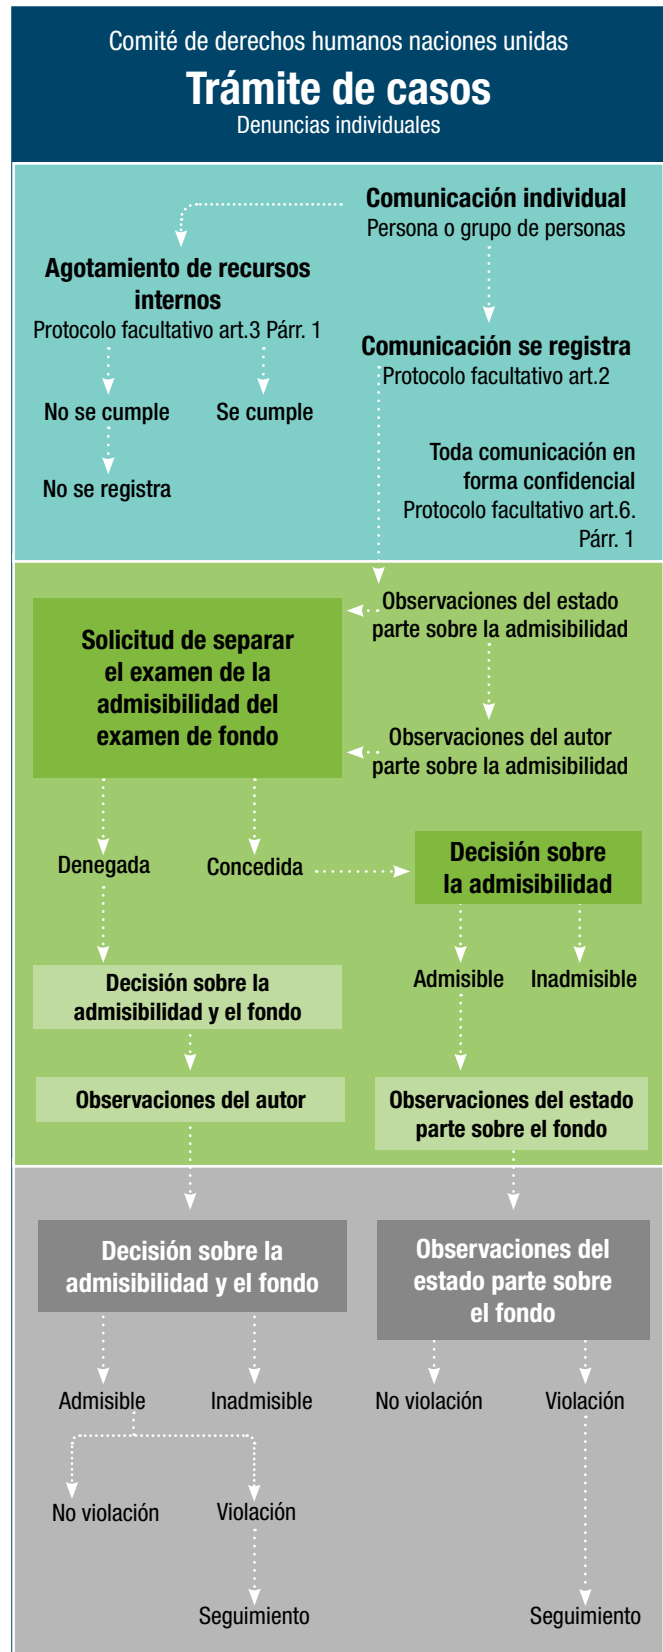 Comité de derechos humanos naciones unidas
Trámite de casos
Denuncias individuales
Comunicación individual
Persona o grupo de personas
Agotamiento de recursos
internos
Protocolo facultativo art.3 Párr. 1
Comunicación se registra
Protocolo facultativo art.2
No se cumple
Se cumple
No se registra
Toda comunicación en
forma confidencial
Protocolo facultativo art.6.
Párr. 1
Observaciones del estado
parte sobre la admisibilidad
Solicitud de separar
el examen de la
admisibilidad del
examen de fondo
Observaciones del autor
parte sobre la admisibilidad
Denegada
Concedida
Decisión sobre
la admisibilidad
Admisible
Inadmisible
Decisión sobre la
admisibilidad y el fondo
Observaciones del autor
Observaciones del estado
parte sobre el fondo
Decisión sobre la
admisibilidad y el fondo
Observaciones del
estado parte sobre
el fondo
Admisible
Inadmisible
No violación
Violación
No violación
Violación
Seguimiento
Seguimiento